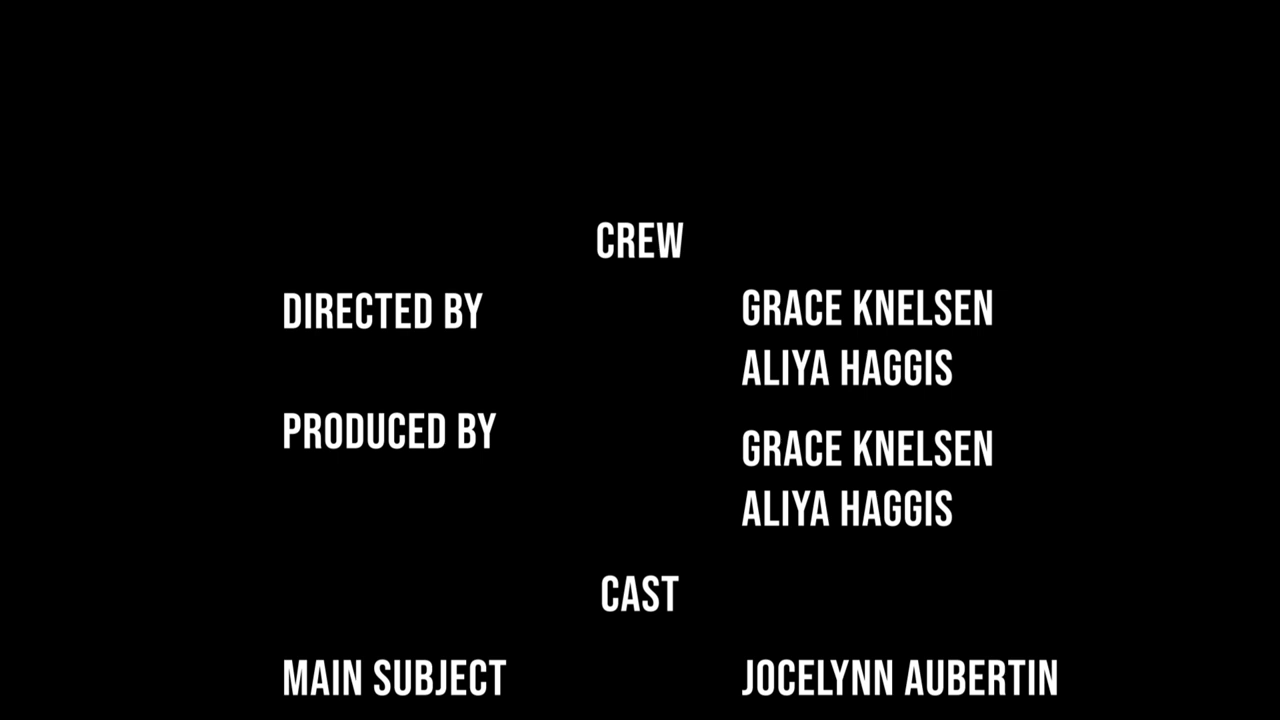 CREW
DIRECTED BY
GRACE KNELSEN
ALIYA HAGGIS
PRODUCED BY
GRACE KNELSEN
ALIYA HAGGIS
CAST
MAIN SUBJECT
JOCELYNN AUBERTIN